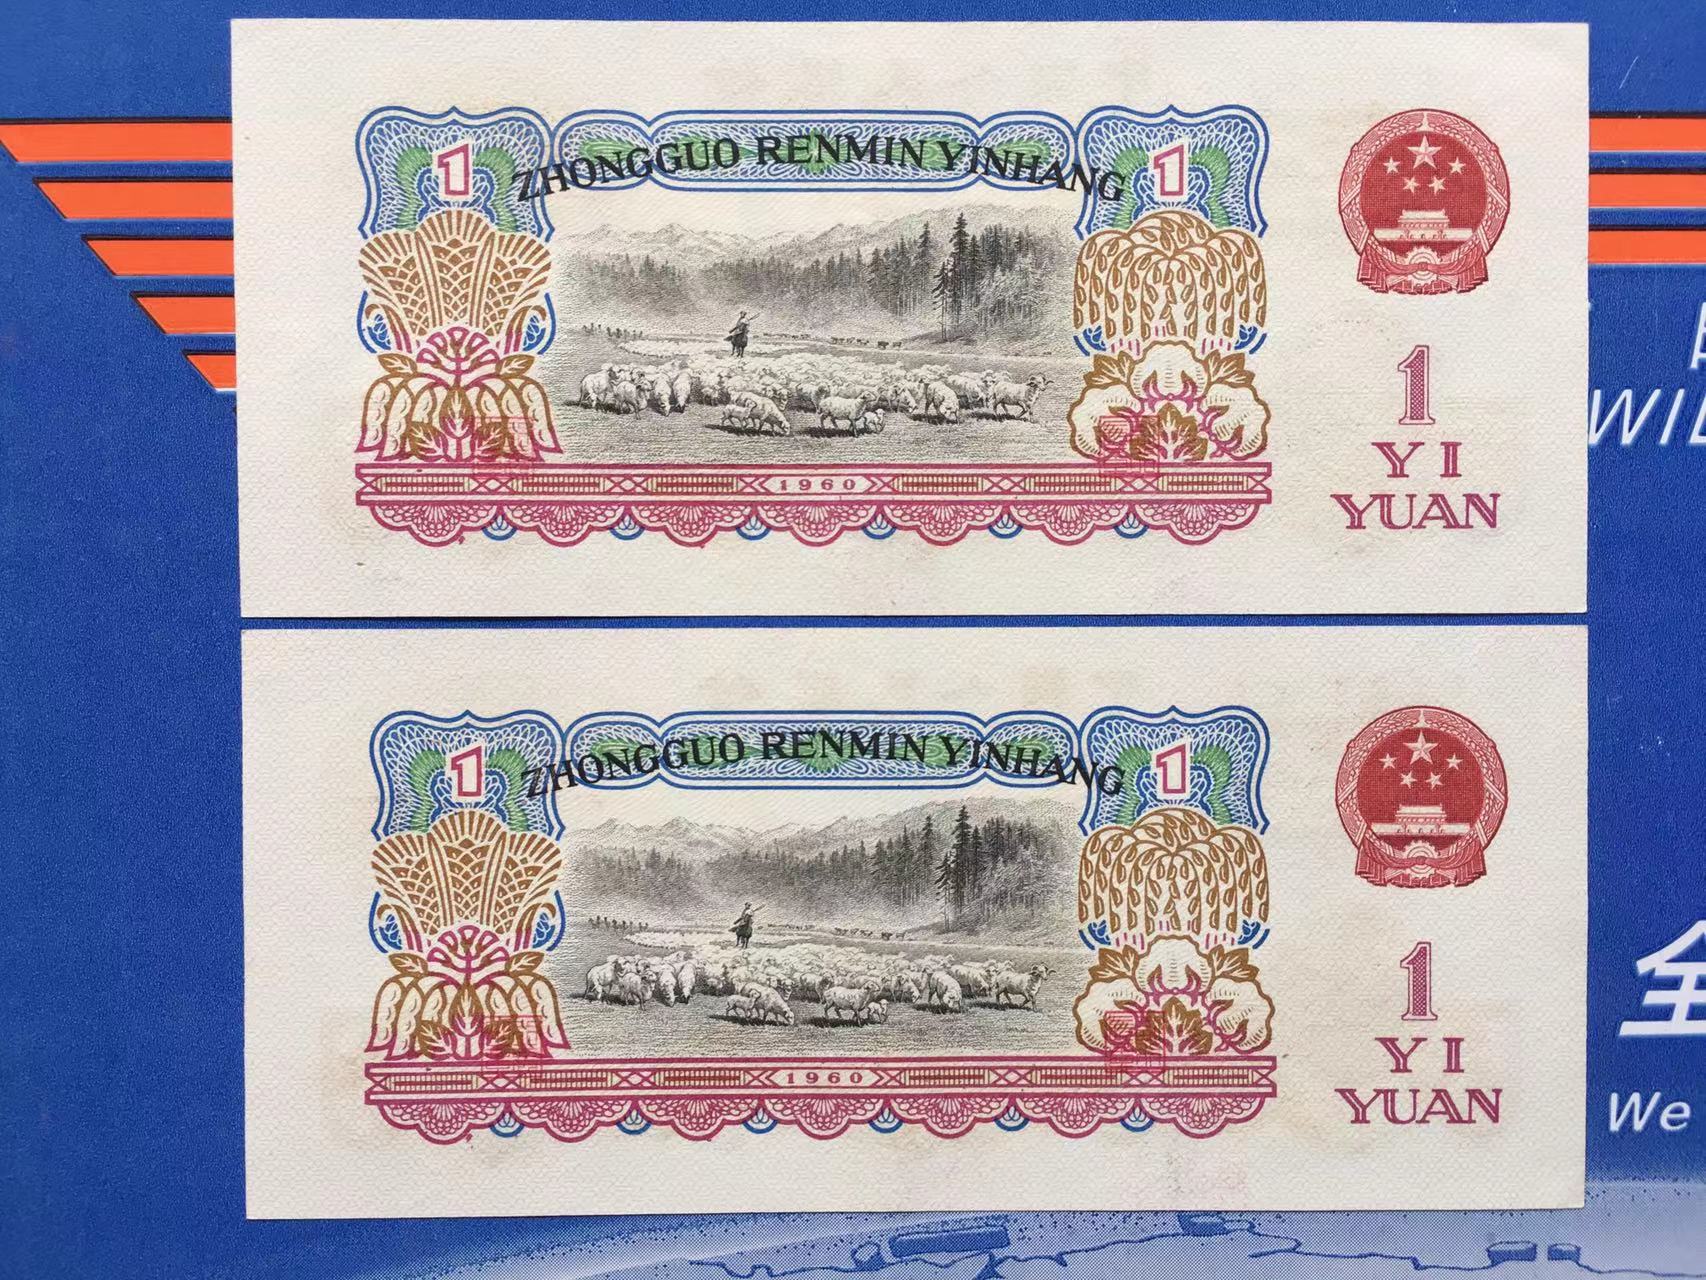 1
ZHONGGUO RENMIN YINHANG
1
1
YI
YUAN
1960
WI
1
ZHONGGUO RENMIN YINHANG
1
全
1
YI
YUAN
1960
We